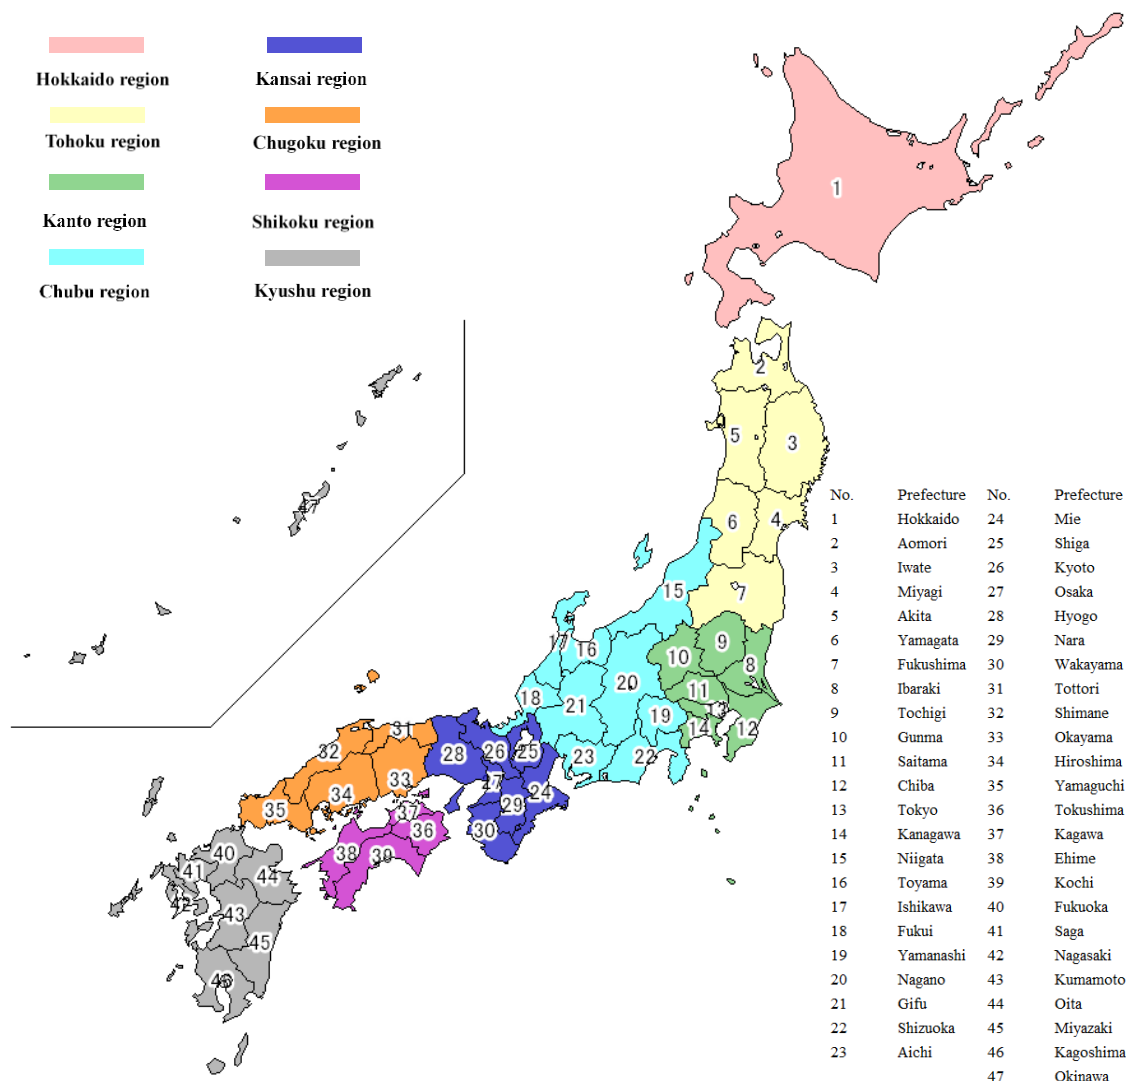 Hokkaido region
Kansai region
Tohoku region
Chugoku region
Kanto region
Shikoku region
Chubu region
Kyushu region
1
2
5
3
6
4
15
7
17
16
10
9
8
18
20
11
13
21
19
14
12
31
32
28
26
25
23
22
33
27
24
34
35
37
29
36
30
38
39
40
41
44
42
43
45
46
47
No. Prefecture No. Prefecture
1 Hokkaido 24 Mie
2 Aomori 25 Shiga
3 Iwate 26 Kyoto
4 Miyagi 27 Osaka
5 Akita 28 Hyogo
6 Yamagata 29 Nara
7 Fukushima 30 Wakayama
8 Ibaraki 31 Tottori
9 Tochigi 32 Shimane
10 Gunma 33 Okayama
11 Saitama 34 Hiroshima
12 Chiba 35 Yamaguchi
13 Tokyo 36 Tokushima
14 Kanagawa 37 Kagawa
15 Niigata 38 Ehime
16 Toyama 39 Kochi
17 Ishikawa 40 Fukuoka
18 Fukui 41 Saga
19 Yamanashi 42 Nagasaki
20 Nagano 43 Kumamoto
21 Gifu 44 Oita
22 Shizuoka 45 Miyazaki
23 Aichi 46 Kagoshima
47 Okinawa